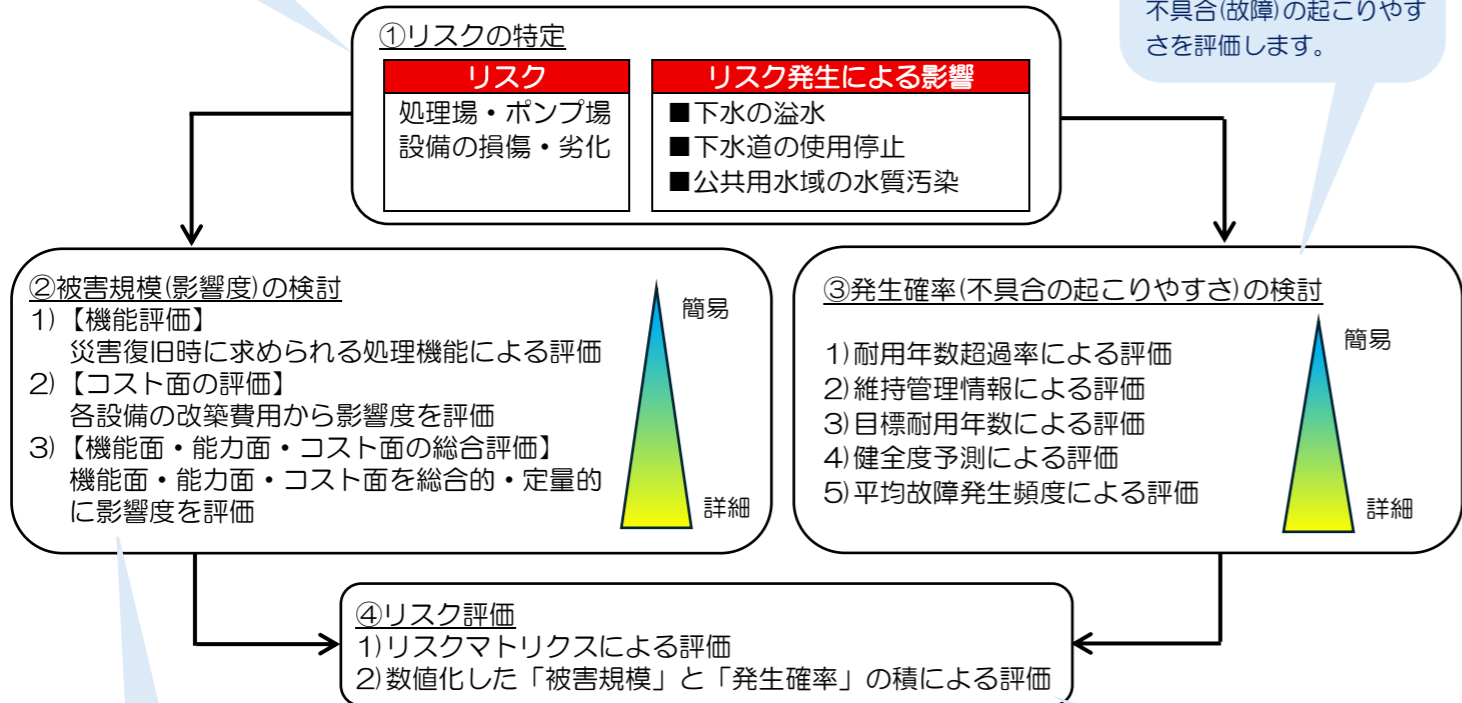 不具合(故障)の起こりやす
さを評価します。
①リスクの特定
リスク
処理場・ポンプ場
設備の損傷・劣化
リスク発生による影響
■下水の溢水
■下水道の使用停止
■公共用水域の水質汚染
②被害規模(影響度)の検討
1)【機能評価】
災害復旧時に求められる処理機能による評価
2)【コスト面の評価】
各設備の改築費用から影響度を評価
3)【機能面・能力面・コスト面の総合評価】
機能面・能力面・コスト面を総合的・定量的
に影響度を評価
簡易
詳細
③発生確率(不具合の起こりやすさ)の検討
1)耐用年数超過率による評価
2)維持管理情報による評価
3)目標耐用年数による評価
4)健全度予測による評価
5)平均故障発生頻度による評価
簡易
詳細
④リスク評価
1)リスクマトリクスによる評価
2)数値化した「被害規模」と「発生確率」の積による評価